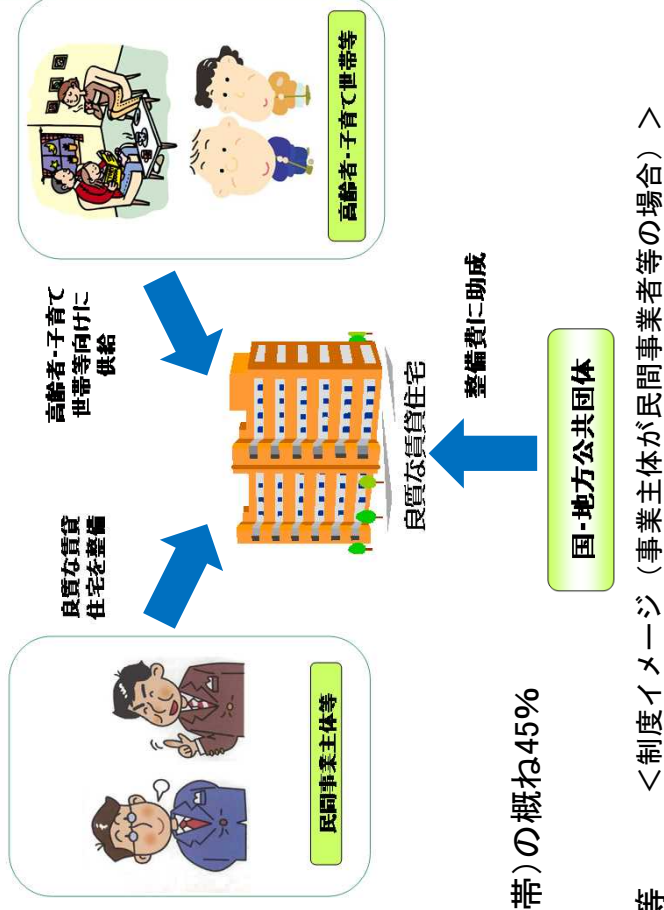 高齢者・子育て世帯等
高齢者・子育て
世帯等向けに
供給
良質な賃貸
住宅を整備
民間事業主体等
良質な賃貸住宅
整備費に助成
国・地方公共団体
帯）の概ね45%
等
＜制度イメージ（事業主体が民間事業者等の場合）＞